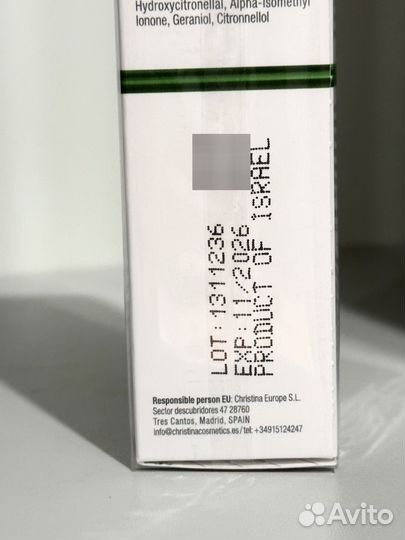 Hydroxycitronellal, Alpha-Isomethyl
Ionone, Geraniol, Citronnellol
LOT:1311236
EXP:11/2026
PRODUCT OF ISRAEL
Responsible person EU: Christina Europe S.L.
Sector descubridores 47 28760
Tres Cantos, Madrid, SPAIN
info@christinacosmetics.es / tel.: +34915124247
Avito